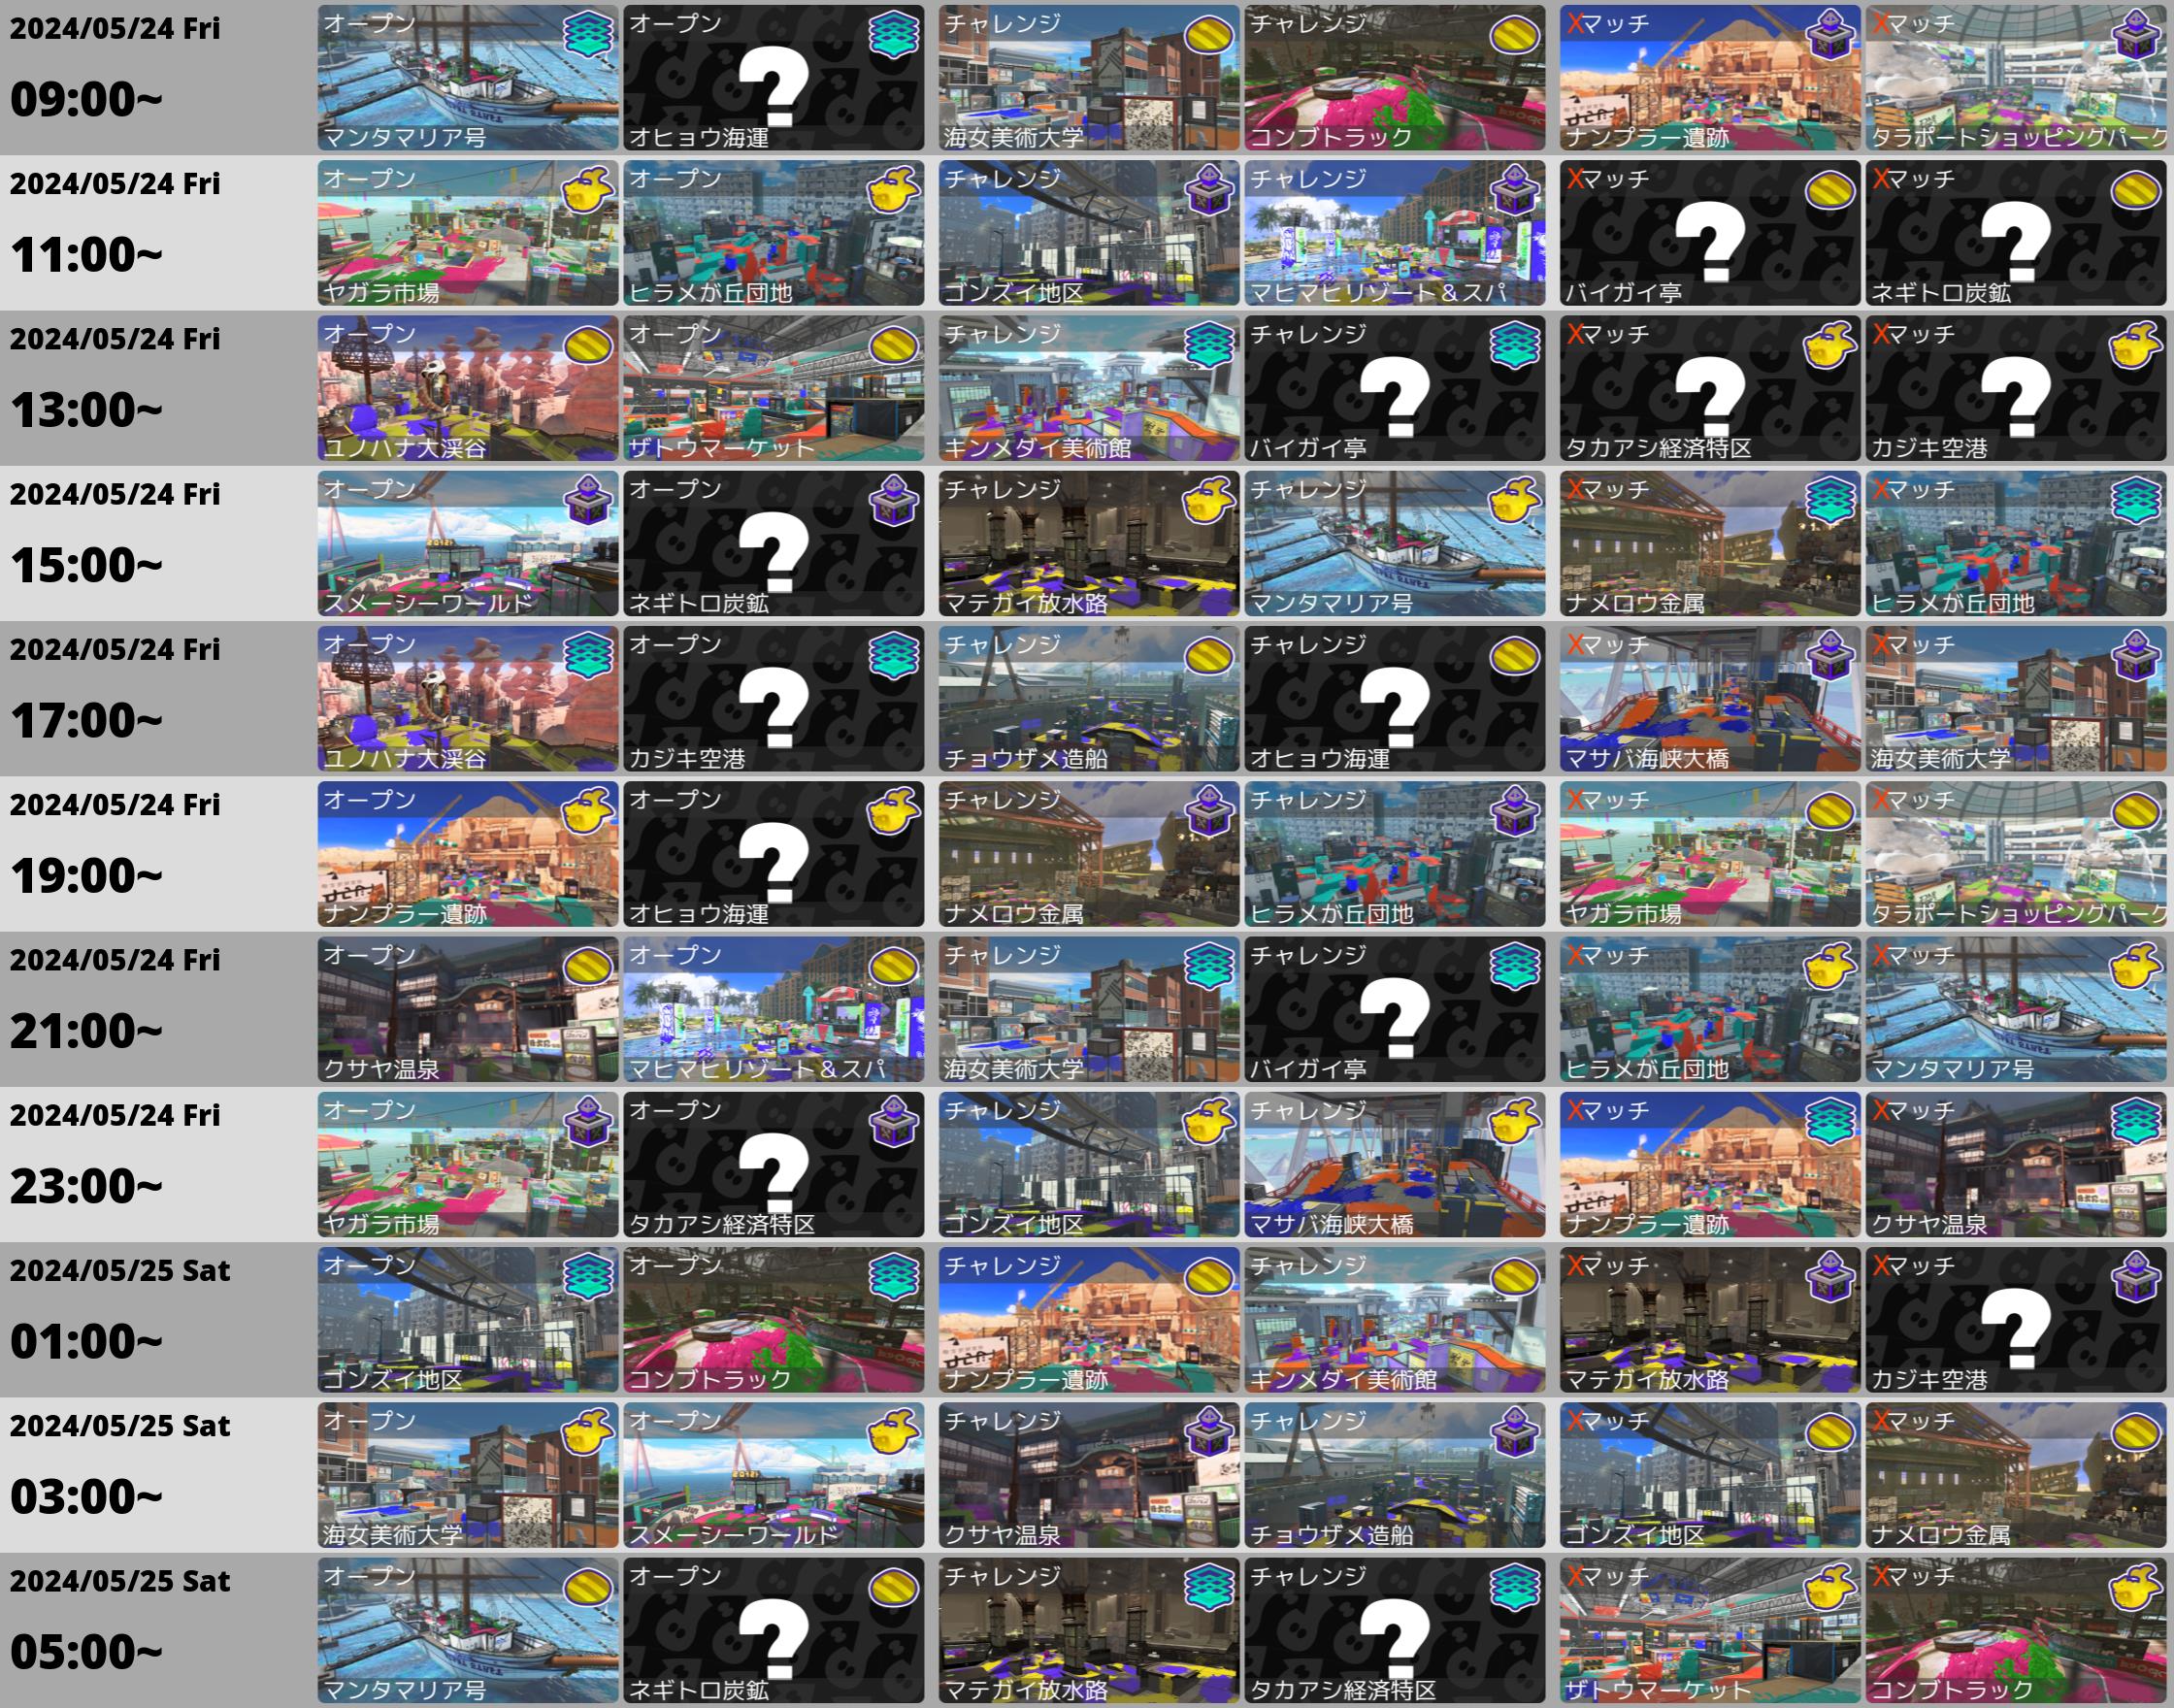 2024/05/24 Fri
09:00~
オープン
マンタマリア号
オープン
オヒョウ海運
チャレンジ
海女美術大学
チャレンジ
コンブトラック
Xマッチ
ナンプラー遺跡
Xマッチ
タラポートショッピングパーク
2024/05/24 Fri
11:00~
オープン
ヤガラ市場
オープン
ヒラメが丘団地
チャレンジ
ゴンズイ地区
チャレンジ
マヒマヒリゾート＆スパ
Xマッチ
バイガイ亭
Xマッチ
ネギトロ炭鉱
2024/05/24 Fri
13:00~
オープン
ユノハナ大渓谷
オープン
ザトウマーケット
チャレンジ
キンメダイ美術館
チャレンジ
バイガイ亭
Xマッチ
タカアシ経済特区
Xマッチ
カジキ空港
2024/05/24 Fri
15:00~
オープン
スメーシーワールド
オープン
ネギトロ炭鉱
チャレンジ
マテガイ放水路
チャレンジ
マンタマリア号
Xマッチ
ナメロウ金属
Xマッチ
ヒラメが丘団地
2024/05/24 Fri
17:00~
オープン
ユノハナ大渓谷
オープン
カジキ空港
チャレンジ
チョウザメ造船
チャレンジ
オヒョウ海運
Xマッチ
マサバ海峡大橋
Xマッチ
海女美術大学
2024/05/24 Fri
19:00~
オープン
ナンプラー遺跡
オープン
オヒョウ海運
チャレンジ
ナメロウ金属
チャレンジ
ヒラメが丘団地
Xマッチ
ヤガラ市場
Xマッチ
タラポートショッピングパーク
2024/05/24 Fri
21:00~
オープン
クサヤ温泉
オープン
マヒマヒリゾート＆スパ
チャレンジ
海女美術大学
チャレンジ
バイガイ亭
Xマッチ
ヒラメが丘団地
Xマッチ
マンタマリア号
2024/05/24 Fri
23:00~
オープン
ヤガラ市場
オープン
タカアシ経済特区
チャレンジ
ゴンズイ地区
チャレンジ
マサバ海峡大橋
Xマッチ
ナンプラー遺跡
Xマッチ
クサヤ温泉
2024/05/25 Sat
01:00~
オープン
ゴンズイ地区
オープン
コンブトラック
チャレンジ
ナンプラー遺跡
チャレンジ
キンメダイ美術館
Xマッチ
マテガイ放水路
Xマッチ
カジキ空港
2024/05/25 Sat
03:00~
オープン
海女美術大学
オープン
スメーシーワールド
チャレンジ
クサヤ温泉
チャレンジ
チョウザメ造船
Xマッチ
ゴンズイ地区
Xマッチ
ナメロウ金属
2024/05/25 Sat
05:00~
オープン
マンタマリア号
オープン
ネギトロ炭鉱
チャレンジ
マテガイ放水路
チャレンジ
タカアシ経済特区
Xマッチ
ザトウマーケット
Xマッチ
コンブトラック